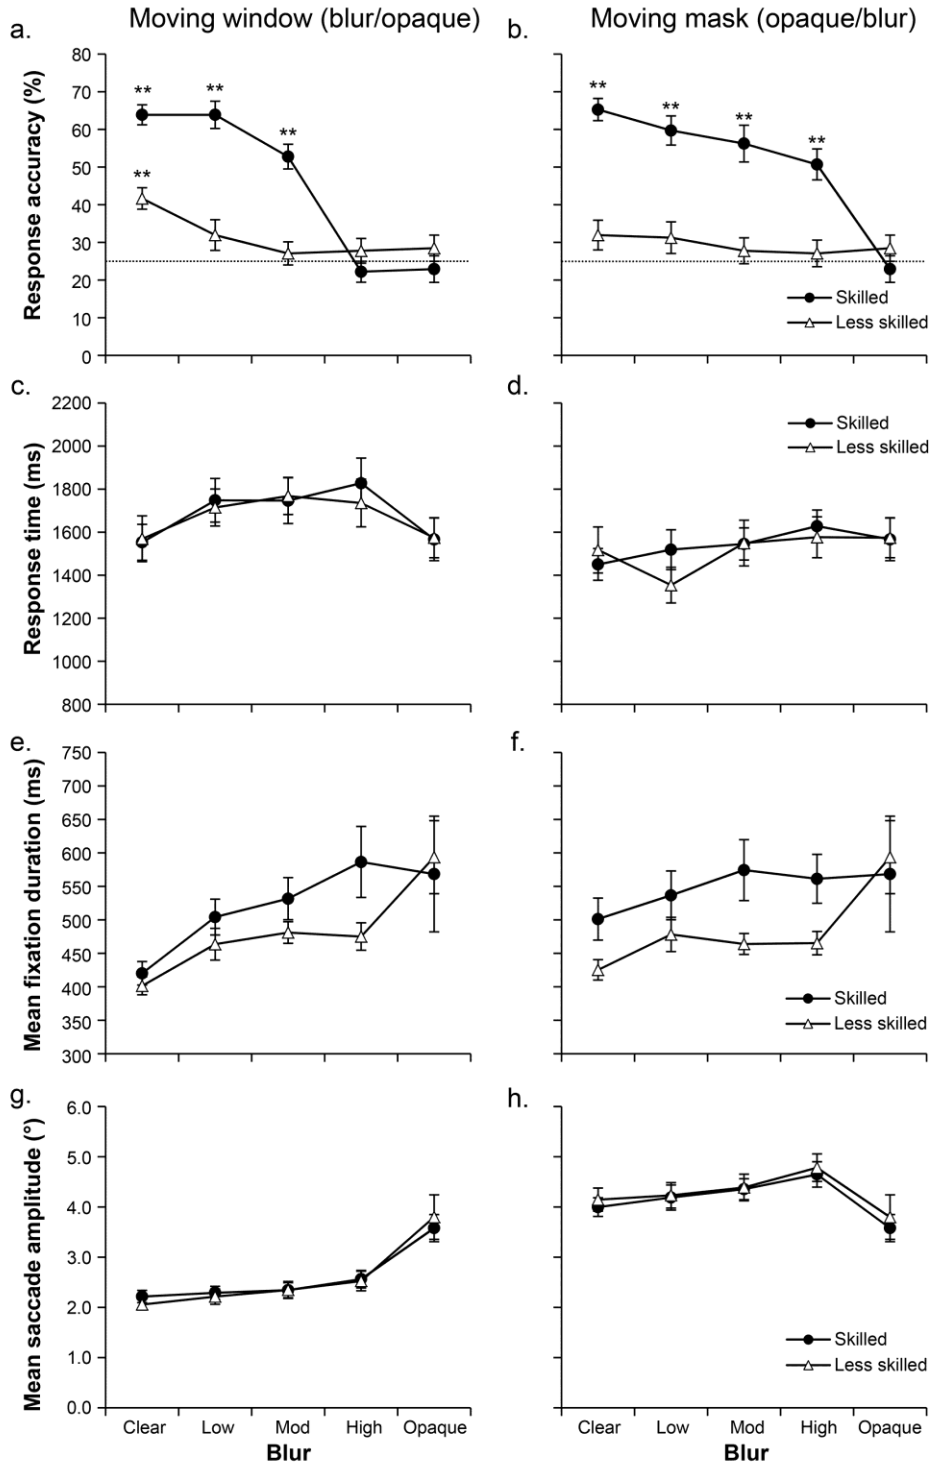 Moving window (blur/opaque)
Moving mask (opaque/blur)
a.
Response accuracy (%)
80
70
60
50
40
30
20
10
0
**
**
**
**
b.
**
**
**
**
Skilled
Less skilled
c.
Response time (ms)
2200
2000
1800
1600
1400
1200
1000
800
d.
Skilled
Less skilled
e.
Mean fixation duration (ms)
750
700
650
600
550
500
450
400
350
300
f.
Skilled
Less skilled
g.
Mean saccade amplitude (°)
6.0
5.0
4.0
3.0
2.0
1.0
0.0
Clear Low Mod High Opaque
Blur
h.
Skilled
Less skilled
Clear Low Mod High Opaque
Blur